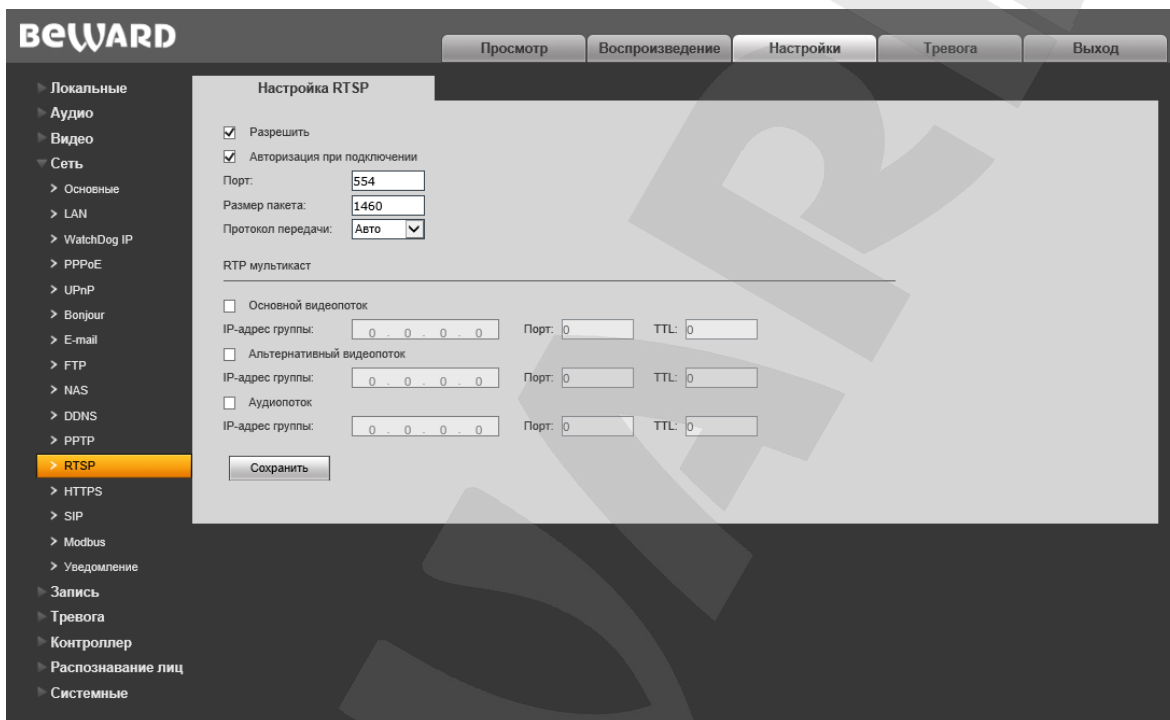 BEWARD
Просмотр Воспроизведение Настройки Тревога Выход
Локальные
Аудио
Видео
Сеть
Основные
LAN
WatchDog IP
PPPoE
UPnP
Bonjour
E-mail
FTP
NAS
DDNS
PPTP
RTSP
HTTPS
SIP
Modbus
Уведомление
Запись
Тревога
Контроллер
Распознавание лиц
Системные
Настройка RTSP
Разрешить
Авторизация при подключении
Порт: 554
Размер пакета: 1460
Протокол передачи: Авто
RTP мультикаст
Основной видеопоток
IP-адрес группы: 0 . 0 . 0 . 0 Порт: 0 TTL: 0
Альтернативный видеопоток
IP-адрес группы: 0 . 0 . 0 . 0 Порт: 0 TTL: 0
Аудиопоток
IP-адрес группы: 0 . 0 . 0 . 0 Порт: 0 TTL: 0
Сохранить